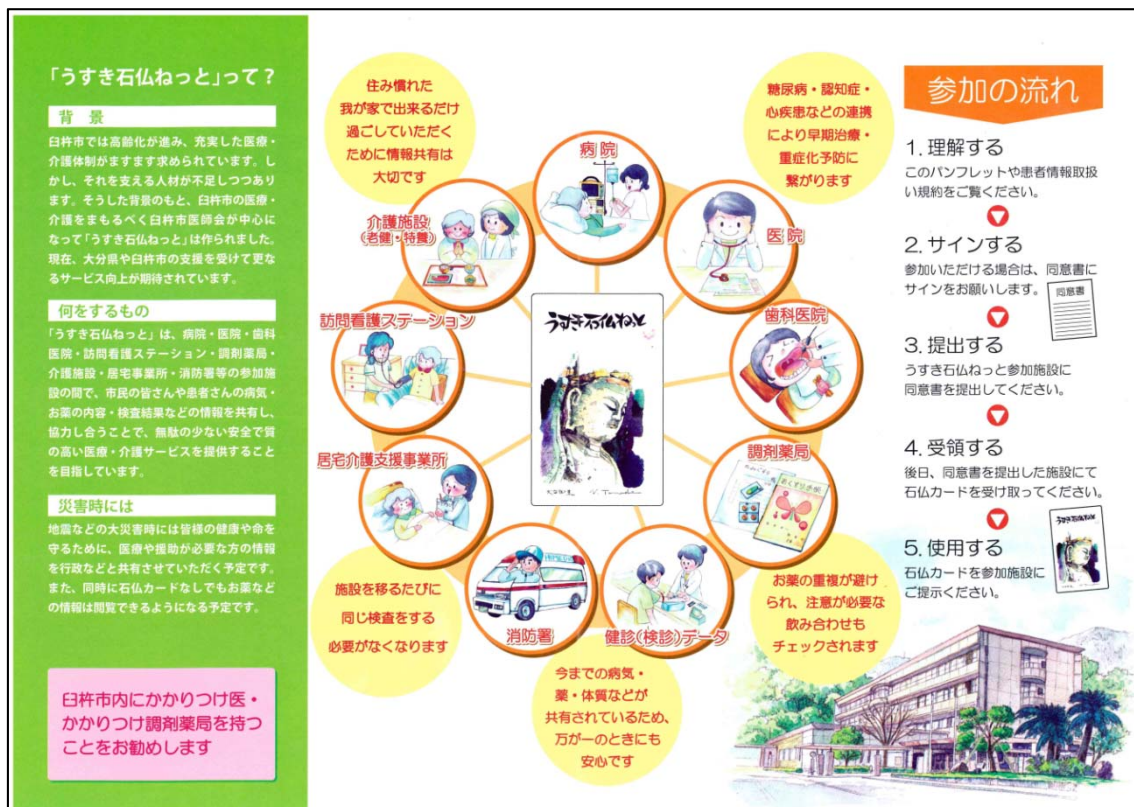 「うすき石仏ねっと」って？
背 景
臼杵市では高齢化が進み、充実した医療・
介護体制がますます求められています。し
かし、それを支える人材が不足しつつあり
ます。そうした背景のもと、臼杵市の医療・
介護をまもるべく臼杵市医師会が中心に
なって「うすき石仏ねっと」は作られました。
現在、大分県や臼杵市の支援を受けて更な
るサービス向上が期待されています。
何をするもの
「うすき石仏ねっと」は、病院・医院・歯科
医院・訪問看護ステーション・調剤薬局・
介護施設・居宅事業所・消防署等の参加施
設の間で、市民の皆さんや患者さんの病気・
お薬の内容・検査結果などの情報を共有し、
協力し合うことで、無駄の少ない安全で質
の高い医療・介護サービスを提供すること
を目指しています。
災害時には
地震などの大災害時には皆様の健康や命を
守るために、医療や援助が必要な方の情報
を行政などと共有させていただく予定です。
また、同時に石仏カードなしでもお薬など
の情報は閲覧できるようになる予定です。
臼杵市内にかかりつけ医・
かかりつけ調剤薬局を持つ
ことをお勧めします
住み慣れた
我が家で出来るだけ
過ごしていただく
ために情報共有は
大切です
糖尿病・認知症・
心疾患などの連携
により早期治療・
重症化予防に
繋がります
病院
医院
歯科医院
調剤薬局
おくすり手帳
健診(検診)データ
消防署
居宅介護支援事業所
訪問看護ステーション
介護施設
(老健・特養)
うすき石仏ねっと
施設を移るたびに
同じ検査をする
必要がなくなります
今までの病気・
薬・体質などが
共有されているため、
万が一のときにも
安心です
お薬の重複が避け
られ、注意が必要な
飲み合わせも
チェックされます
参加の流れ
1. 理解する
このパンフレットや患者情報取扱
い規約をご覧ください。
2. サインする
参加いただける場合は、同意書に
サインをお願いします。
同意書
3. 提出する
うすき石仏ねっと参加施設に
同意書を提出してください。
4. 受領する
後日、同意書を提出した施設にて
石仏カードを受け取ってください。
5. 使用する
石仏カードを参加施設に
ご提示ください。
うすき石仏ねっと